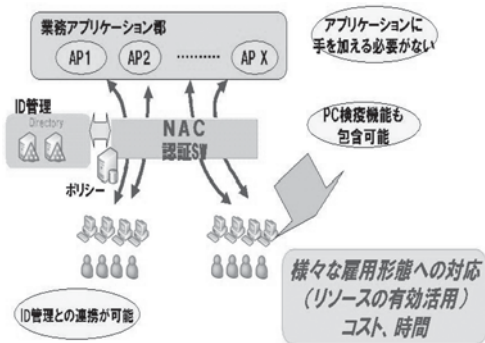 業務アプリケーション郡
AP1
AP2
..........
AP X
アプリケーションに
手を加える必要がない
ID管理
Directory
NAC
認証SW
ポリシー
PC検疫機能も
包含可能
様々な雇用形態への対応
（リソースの有効活用）
コスト、時間
ID管理との連携が可能